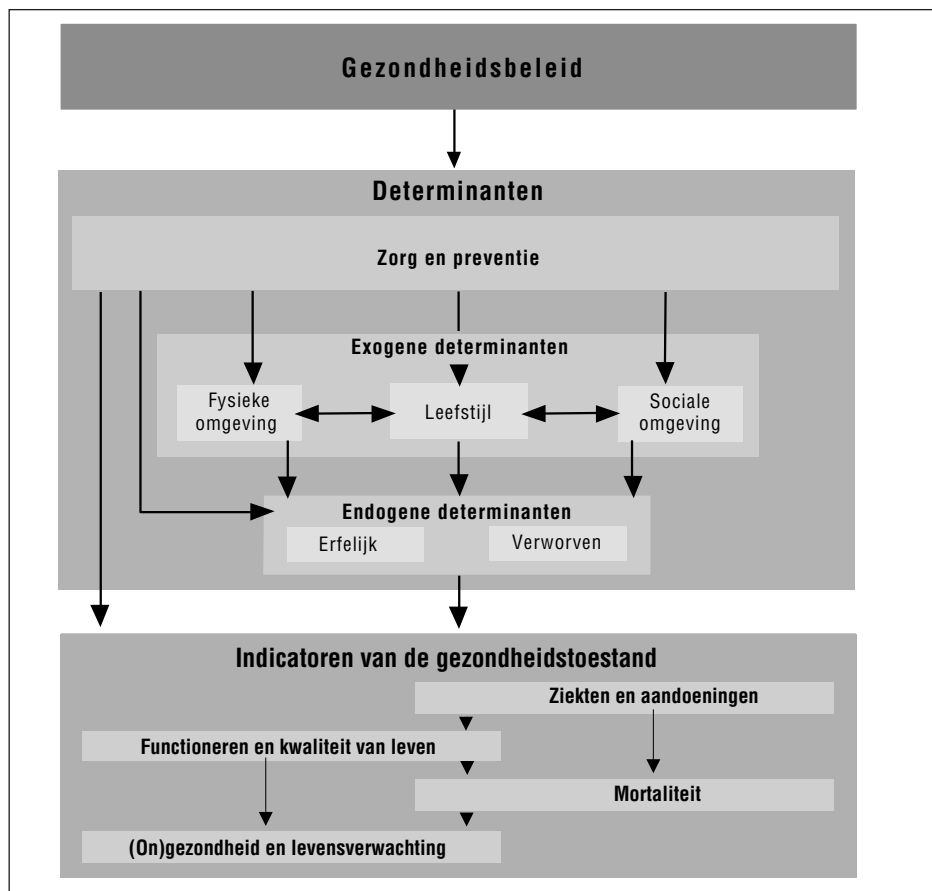 Gezondheidsbeleid
Determinanten
Zorg en preventie
Exogene determinanten
Fysieke
omgeving
Leefstijl
Sociale
omgeving
Endogene determinanten
Erfelijk
Verworven
Indicatoren van de gezondheidstoestand
Ziekten en aandoeningen
Functioneren en kwaliteit van leven
Mortaliteit
(On)gezondheid en levensverwachting